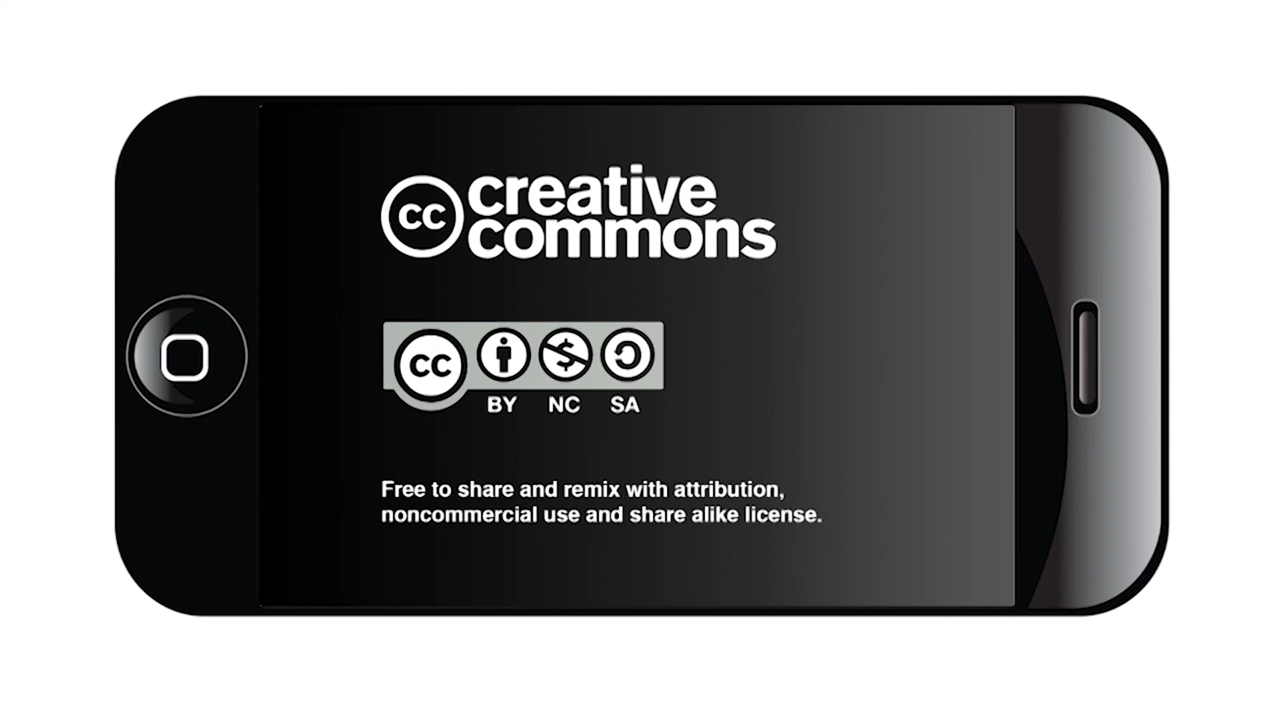 cc creative
commons
cc
BY NC SA
Free to share and remix with attribution,
noncommercial use and share alike license.